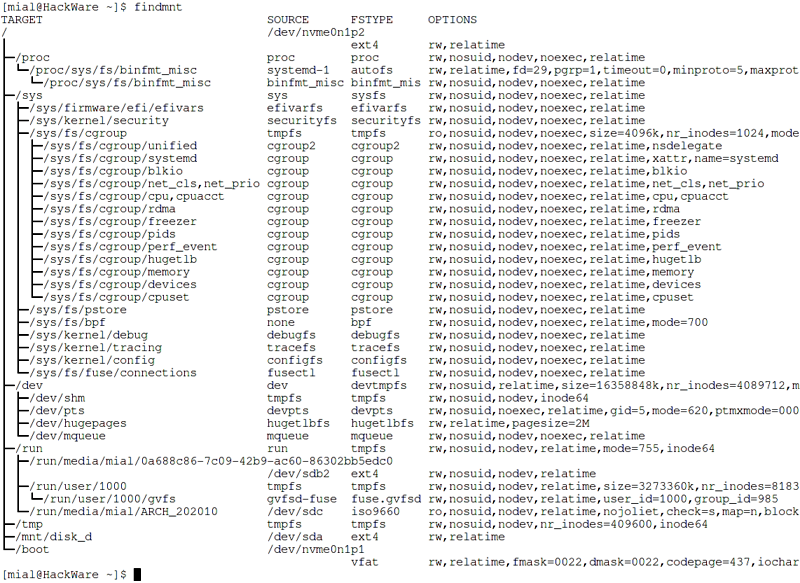 [mial@HackWare ~]$ findmnt
TARGET SOURCE FSTYPE OPTIONS
/ /dev/nvme0n1p2
ext4 rw,relatime
/proc proc proc rw,nosuid,nodev,noexec,relatime
/proc/sys/fs/binfmt_misc systemd-1 autofs rw,relatime,fd=29,pgrp=1,timeout=0,minproto=5,maxprot
/proc/sys/fs/binfmt_misc binfmt_misc binfmt_mis rw,nosuid,nodev,noexec,relatime
/sys sys sysfs rw,nosuid,nodev,noexec,relatime
/sys/firmware/efi/efivars efivarfs efivarfs rw,nosuid,nodev,noexec,relatime
/sys/kernel/security securityfs securityfs rw,nosuid,nodev,noexec,relatime
/sys/fs/cgroup tmpfs tmpfs ro,nosuid,nodev,noexec,size=4096k,nr_inodes=1024,mode
/sys/fs/cgroup/unified cgroup2 cgroup2 rw,nosuid,nodev,noexec,relatime,nsdelegate
/sys/fs/cgroup/systemd cgroup cgroup rw,nosuid,nodev,noexec,relatime,xattr,name=systemd
/sys/fs/cgroup/blkio cgroup cgroup rw,nosuid,nodev,noexec,relatime,blkio
/sys/fs/cgroup/net_cls,net_prio cgroup cgroup rw,nosuid,nodev,noexec,relatime,net_cls,net_prio
/sys/fs/cgroup/cpu,cpuacct cgroup cgroup rw,nosuid,nodev,noexec,relatime,cpu,cpuacct
/sys/fs/cgroup/rdma cgroup cgroup rw,nosuid,nodev,noexec,relatime,rdma
/sys/fs/cgroup/freezer cgroup cgroup rw,nosuid,nodev,noexec,relatime,freezer
/sys/fs/cgroup/pids cgroup cgroup rw,nosuid,nodev,noexec,relatime,pids
/sys/fs/cgroup/perf_event cgroup cgroup rw,nosuid,nodev,noexec,relatime,perf_event
/sys/fs/cgroup/hugetlb cgroup cgroup rw,nosuid,nodev,noexec,relatime,hugetlb
/sys/fs/cgroup/memory cgroup cgroup rw,nosuid,nodev,noexec,relatime,memory
/sys/fs/cgroup/devices cgroup cgroup rw,nosuid,nodev,noexec,relatime,devices
/sys/fs/cgroup/cpuset cgroup cgroup rw,nosuid,nodev,noexec,relatime,cpuset
/sys/fs/pstore pstore pstore rw,nosuid,nodev,noexec,relatime
/sys/fs/bpf none bpf rw,nosuid,nodev,noexec,relatime,mode=700
/sys/kernel/debug debugfs debugfs rw,nosuid,nodev,noexec,relatime
/sys/kernel/tracing tracefs tracefs rw,nosuid,nodev,noexec,relatime
/sys/kernel/config configfs configfs rw,nosuid,nodev,noexec,relatime
/sys/fs/fuse/connections fusectl fusectl rw,nosuid,nodev,noexec,relatime
/dev dev devtmpfs rw,nosuid,relatime,size=16358848k,nr_inodes=4089712,m
/dev/shm tmpfs tmpfs rw,nosuid,nodev,inode64
/dev/pts devpts devpts rw,nosuid,noexec,relatime,gid=5,mode=620,ptmxmode=000
/dev/hugepages hugetlbfs hugetlbfs rw,relatime,pagesize=2M
/dev/mqueue mqueue mqueue rw,nosuid,nodev,noexec,relatime
/run run tmpfs rw,nosuid,nodev,relatime,mode=755,inode64
/run/media/mial/0a688c86-7c09-42b9-ac60-86302bb5edc0
/dev/sdb2 ext4 rw,nosuid,nodev,relatime
/run/user/1000 tmpfs tmpfs rw,nosuid,nodev,relatime,size=3273360k,nr_inodes=8183
/run/user/1000/gvfs gvfsd-fuse fuse.gvfsd rw,nosuid,nodev,relatime,user_id=1000,group_id=985
/run/media/mial/ARCH_202010 /dev/sdc iso9660 ro,nosuid,nodev,relatime,nojoliet,check=s,map=n,block
/tmp tmpfs tmpfs rw,nosuid,nodev,nr_inodes=409600,inode64
/mnt/disk_d /dev/sda ext4 rw,relatime
/boot /dev/nvme0n1p1
vfat rw,relatime,fmask=0022,dmask=0022,codepage=437,iochar
[mial@HackWare ~]$